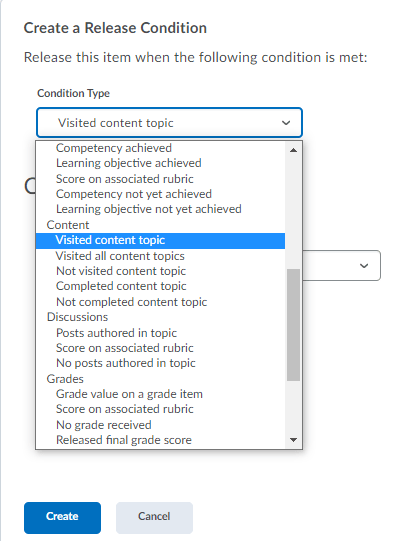 Create a Release Condition
Release this item when the following condition is met:
Condition Type
Visited content topic
Competency achieved
Learning objective achieved
Score on associated rubric
Competency not yet achieved
Learning objective not yet achieved
Content
Visited content topic
Visited all content topics
Not visited content topic
Completed content topic
Not completed content topic
Discussions
Posts authored in topic
Score on associated rubric
No posts authored in topic
Grades
Grade value on a grade item
Score on associated rubric
No grade received
Released final grade score
Create
Cancel